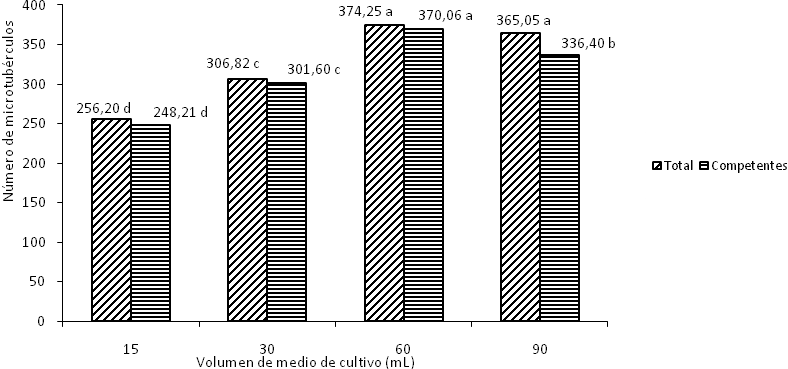 Número de microtubérculos
400
350
300
250
200
150
100
50
0
256,20 d
248,21 d
306,82 c
301,60 c
374,25 a
370,06 a
365,05 a
336,40 b
15
30
60
90
Volumen de medio de cultivo (mL)
Total
Competentes